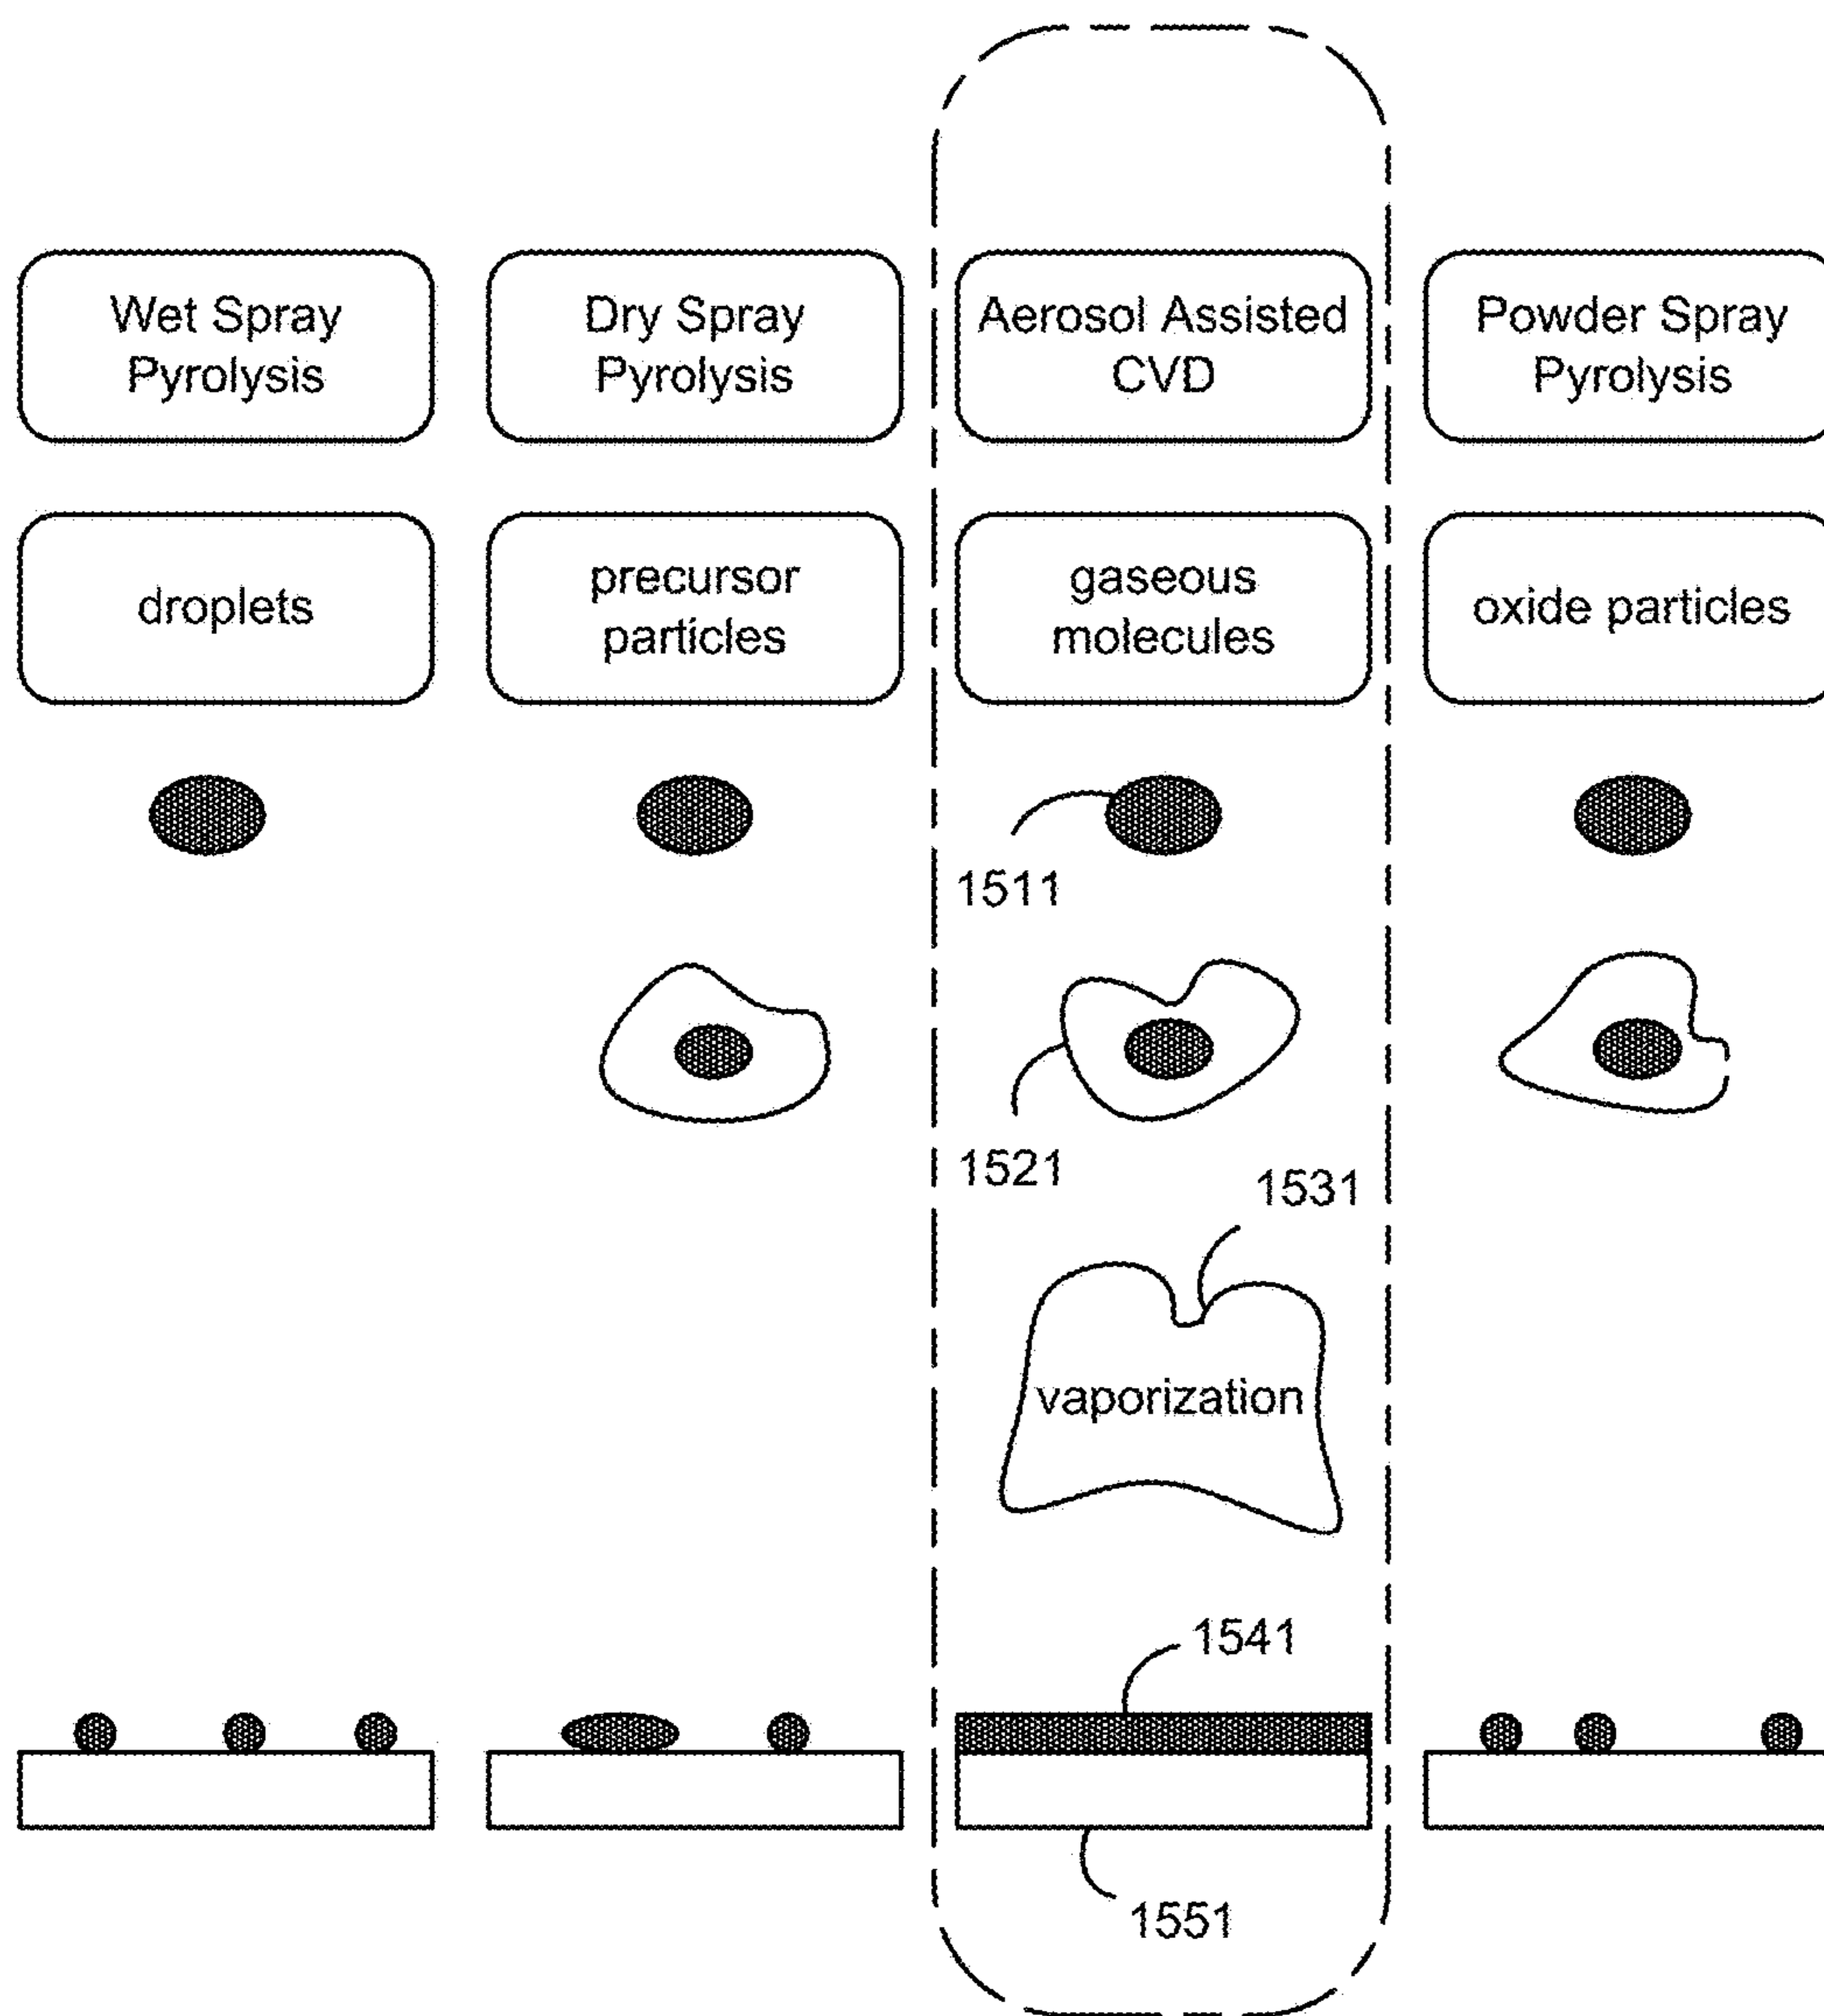 Wet Spray
Pyrolysis
Dry Spray
Pyrolysis
Aerosol Assisted
CVD
Powder Spray
Pyrolysis
droplets
precursor
particles
gaseous
molecules
oxide particles
1511
1521
1531
vaporization
1541
1551